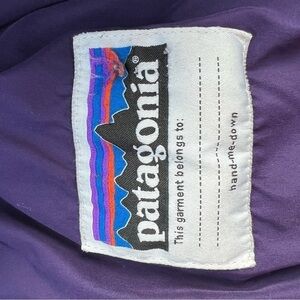 patagonia®
This garment belongs to:
hand-me-down